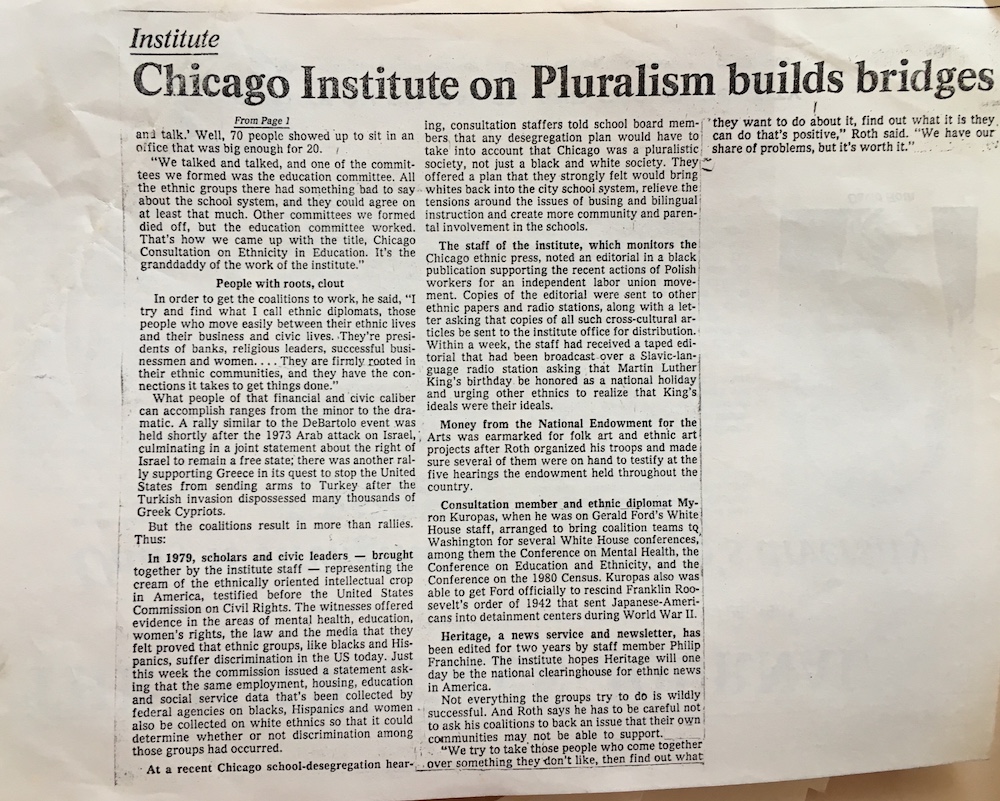 Institute
Chicago Institute on Pluralism builds bridges
From Page 1
and talk.' Well, 70 people showed up to sit in an
office that was big enough for 20.
"We talked and talked, and one of the commit-
tees we formed was the education committee. All
the ethnic groups there had something bad to say
about the school system, and they could agree on
at least that much. Other committees we formed
died off, but the education committee worked.
That's how we came up with the title, Chicago
Consultation on Ethnicity in Education. It's the
granddaddy of the work of the institute."
People with roots, clout
In order to get the coalitions to work, he said, "I
try and find what I call ethnic diplomats, those
people who move easily between their ethnic lives
and their business and civic lives. They're presi-
dents of banks, religious leaders, successful busi-
nessmen and women. . . . They are firmly rooted in
their ethnic communities, and they have the con-
nections it takes to get things done."
What people of that financial and civic caliber
can accomplish ranges from the minor to the dra-
matic. A rally similar to the DeBartolo event was
held shortly after the 1973 Arab attack on Israel,
culminating in a joint statement about the right of
Israel to remain a free state; there was another ral-
ly supporting Greece in its quest to stop the United
States from sending arms to Turkey after the
Turkish invasion dispossessed many thousands of
Greek Cypriots.
But the coalitions result in more than rallies.
Thus:
In 1979, scholars and civic leaders — brought
together by the institute staff — representing the
cream of the ethnically oriented intellectual crop
in America, testified before the United States
Commission on Civil Rights. The witnesses offered
evidence in the areas of mental health, education,
women's rights, the law and the media that they
felt proved that ethnic groups, like blacks and His-
panics, suffer discrimination in the US today. Just
this week the commission issued a statement ask-
ing that the same employment, housing, education
and social service data that's been collected by
federal agencies on blacks, Hispanics and women
also be collected on white ethnics so that it could
determine whether or not discrimination among
those groups had occurred.
At a recent Chicago school-desegregation hear-
ing, consultation staffers told school board mem-
bers that any desegregation plan would have to
take into account that Chicago was a pluralistic
society, not just a black and white society. They
offered a plan that they strongly felt would bring
whites back into the city school system, relieve the
tensions around the issues of busing and bilingual
instruction and create more community and paren-
tal involvement in the schools.
The staff of the institute, which monitors the
Chicago ethnic press, noted an editorial in a black
publication supporting the recent actions of Polish
workers for an independent labor union move-
ment. Copies of the editorial were sent to other
ethnic papers and radio stations, along with a let-
ter asking that copies of all such cross-cultural ar-
ticles be sent to the institute office for distribution.
Within a week, the staff had received a taped edi-
torial that had been broadcast over a Slavic-lan-
guage radio station asking that Martin Luther
King's birthday be honored as a national holiday
and urging other ethnics to realize that King's
ideals were their ideals.
Money from the National Endowment for the
Arts was earmarked for folk art and ethnic art
projects after Roth organized his troops and made
sure several of them were on hand to testify at the
five hearings the endowment held throughout the
country.
Consultation member and ethnic diplomat My-
ron Kuropas, when he was on Gerald Ford's White
House staff, arranged to bring coalition teams to
Washington for several White House conferences,
among them the Conference on Mental Health, the
Conference on Education and Ethnicity, and the
Conference on the 1980 Census. Kuropas also was
able to get Ford officially to rescind Franklin Roo-
sevelt's order of 1942 that sent Japanese-Ameri-
cans into detainment centers during World War II.
Heritage, a news service and newsletter, has
been edited for two years by staff member Philip
Franchine. The institute hopes Heritage will one
day be the national clearinghouse for ethnic news
in America.
Not everything the groups try to do is wildly
successful. And Roth says he has to be careful not
to ask his coalitions to back an issue that their own
communities may not be able to support.
"We try to take those people who come together
over something they don't like, then find out what
they want to do about it, find out what it is they
can do that's positive," Roth said. "We have our
share of problems, but it's worth it."